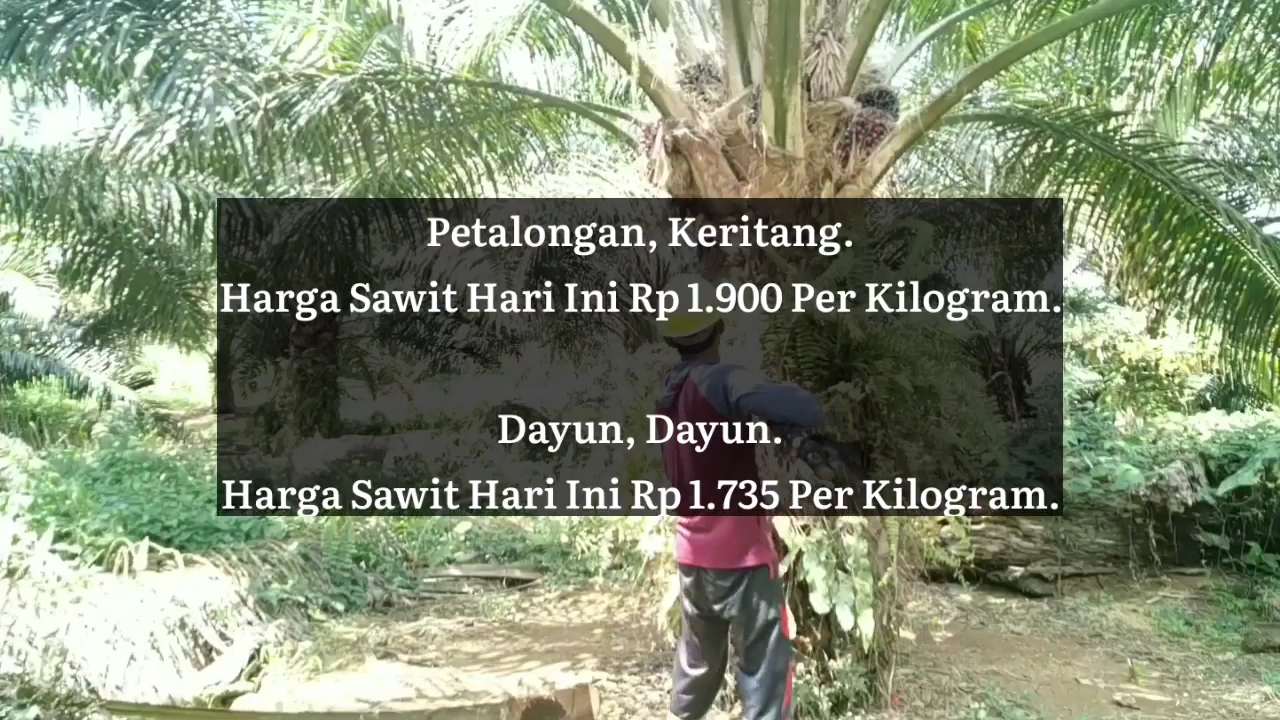 Petalongan, Keritang.
Harga Sawit Hari Ini Rp 1.900 Per Kilogram.
Dayun, Dayun.
Harga Sawit Hari Ini Rp 1.735 Per Kilogram.